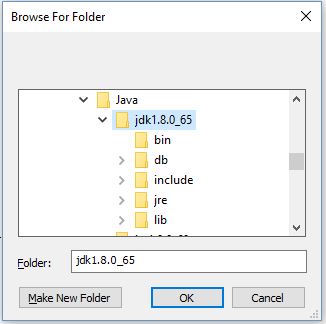 Browse For Folder
Java
jdk1.8.0_65
bin
db
include
jre
lib
Folder: jdk1.8.0_65
Make New Folder OK Cancel